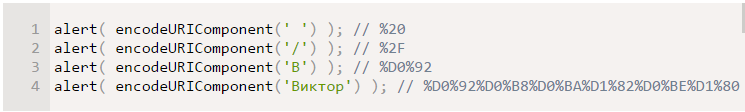 1 alert( encodeURIComponent(' ') ); // %20
2 alert( encodeURIComponent('/') ); // %2F
3 alert( encodeURIComponent('В') ); // %D0%92
4 alert( encodeURIComponent('Виктор') ); // %D0%92%D0%B8%D0%BA%D1%82%D0%BE%D1%80